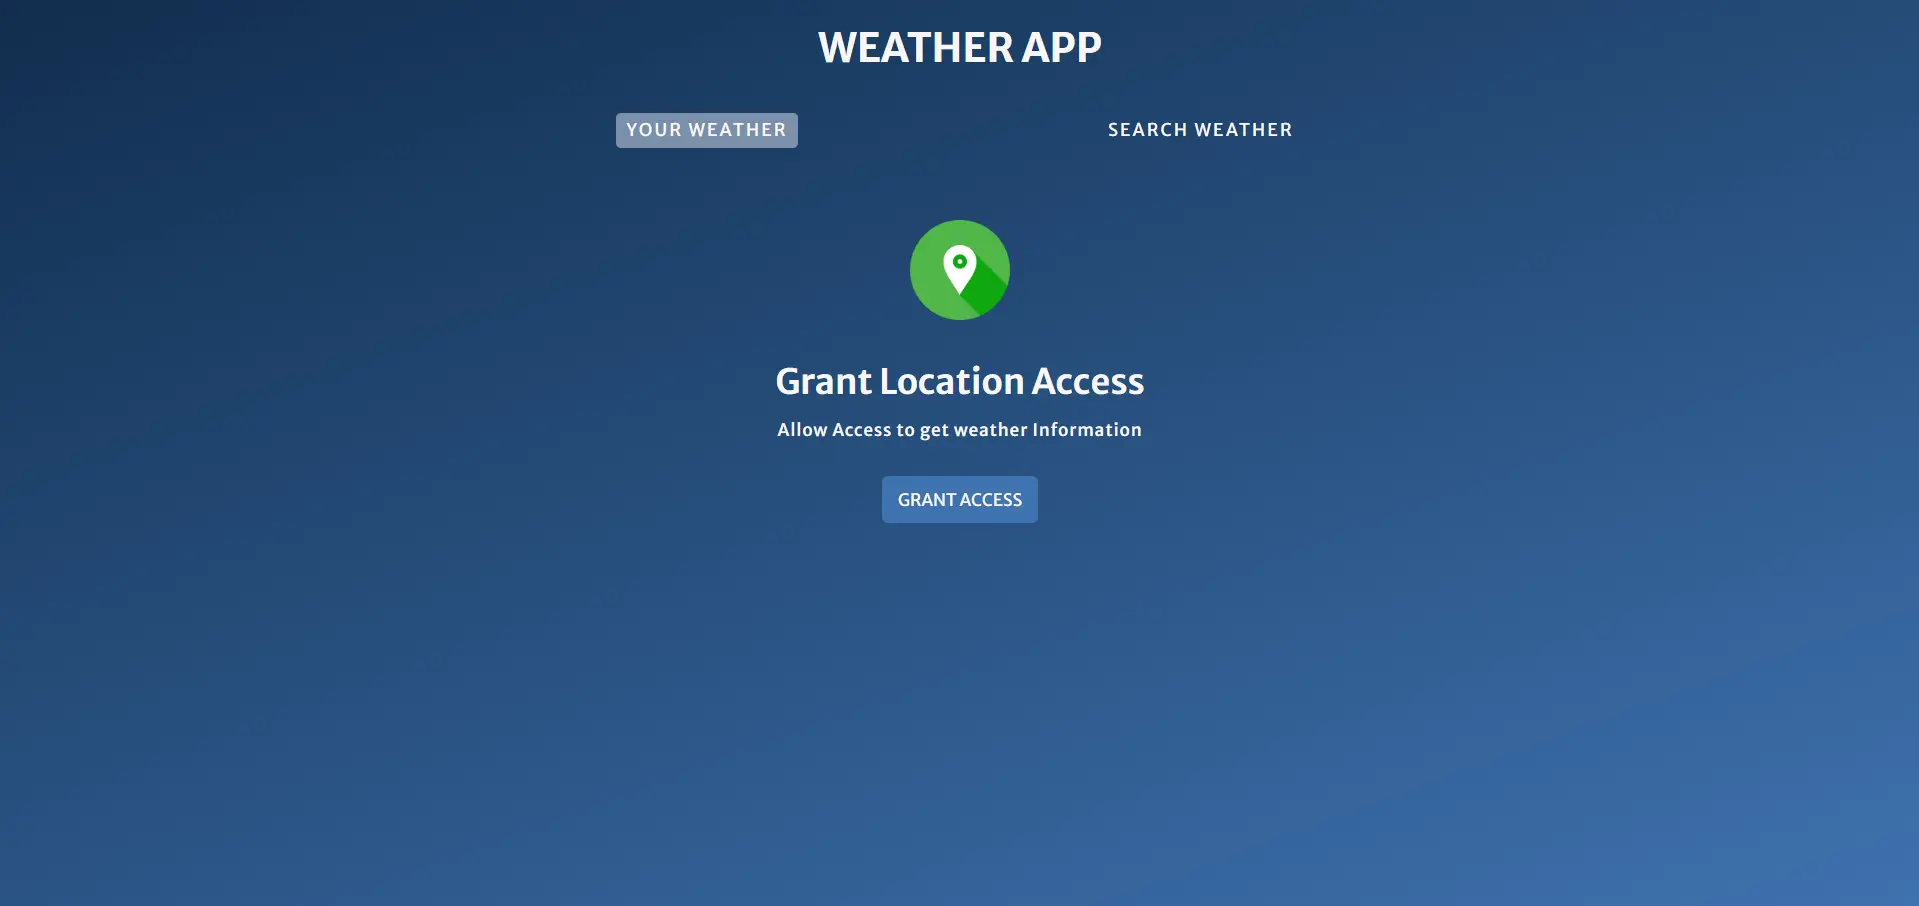 WEATHER APP
YOUR WEATHER
SEARCH WEATHER
Grant Location Access
Allow Access to get weather Information
GRANT ACCESS